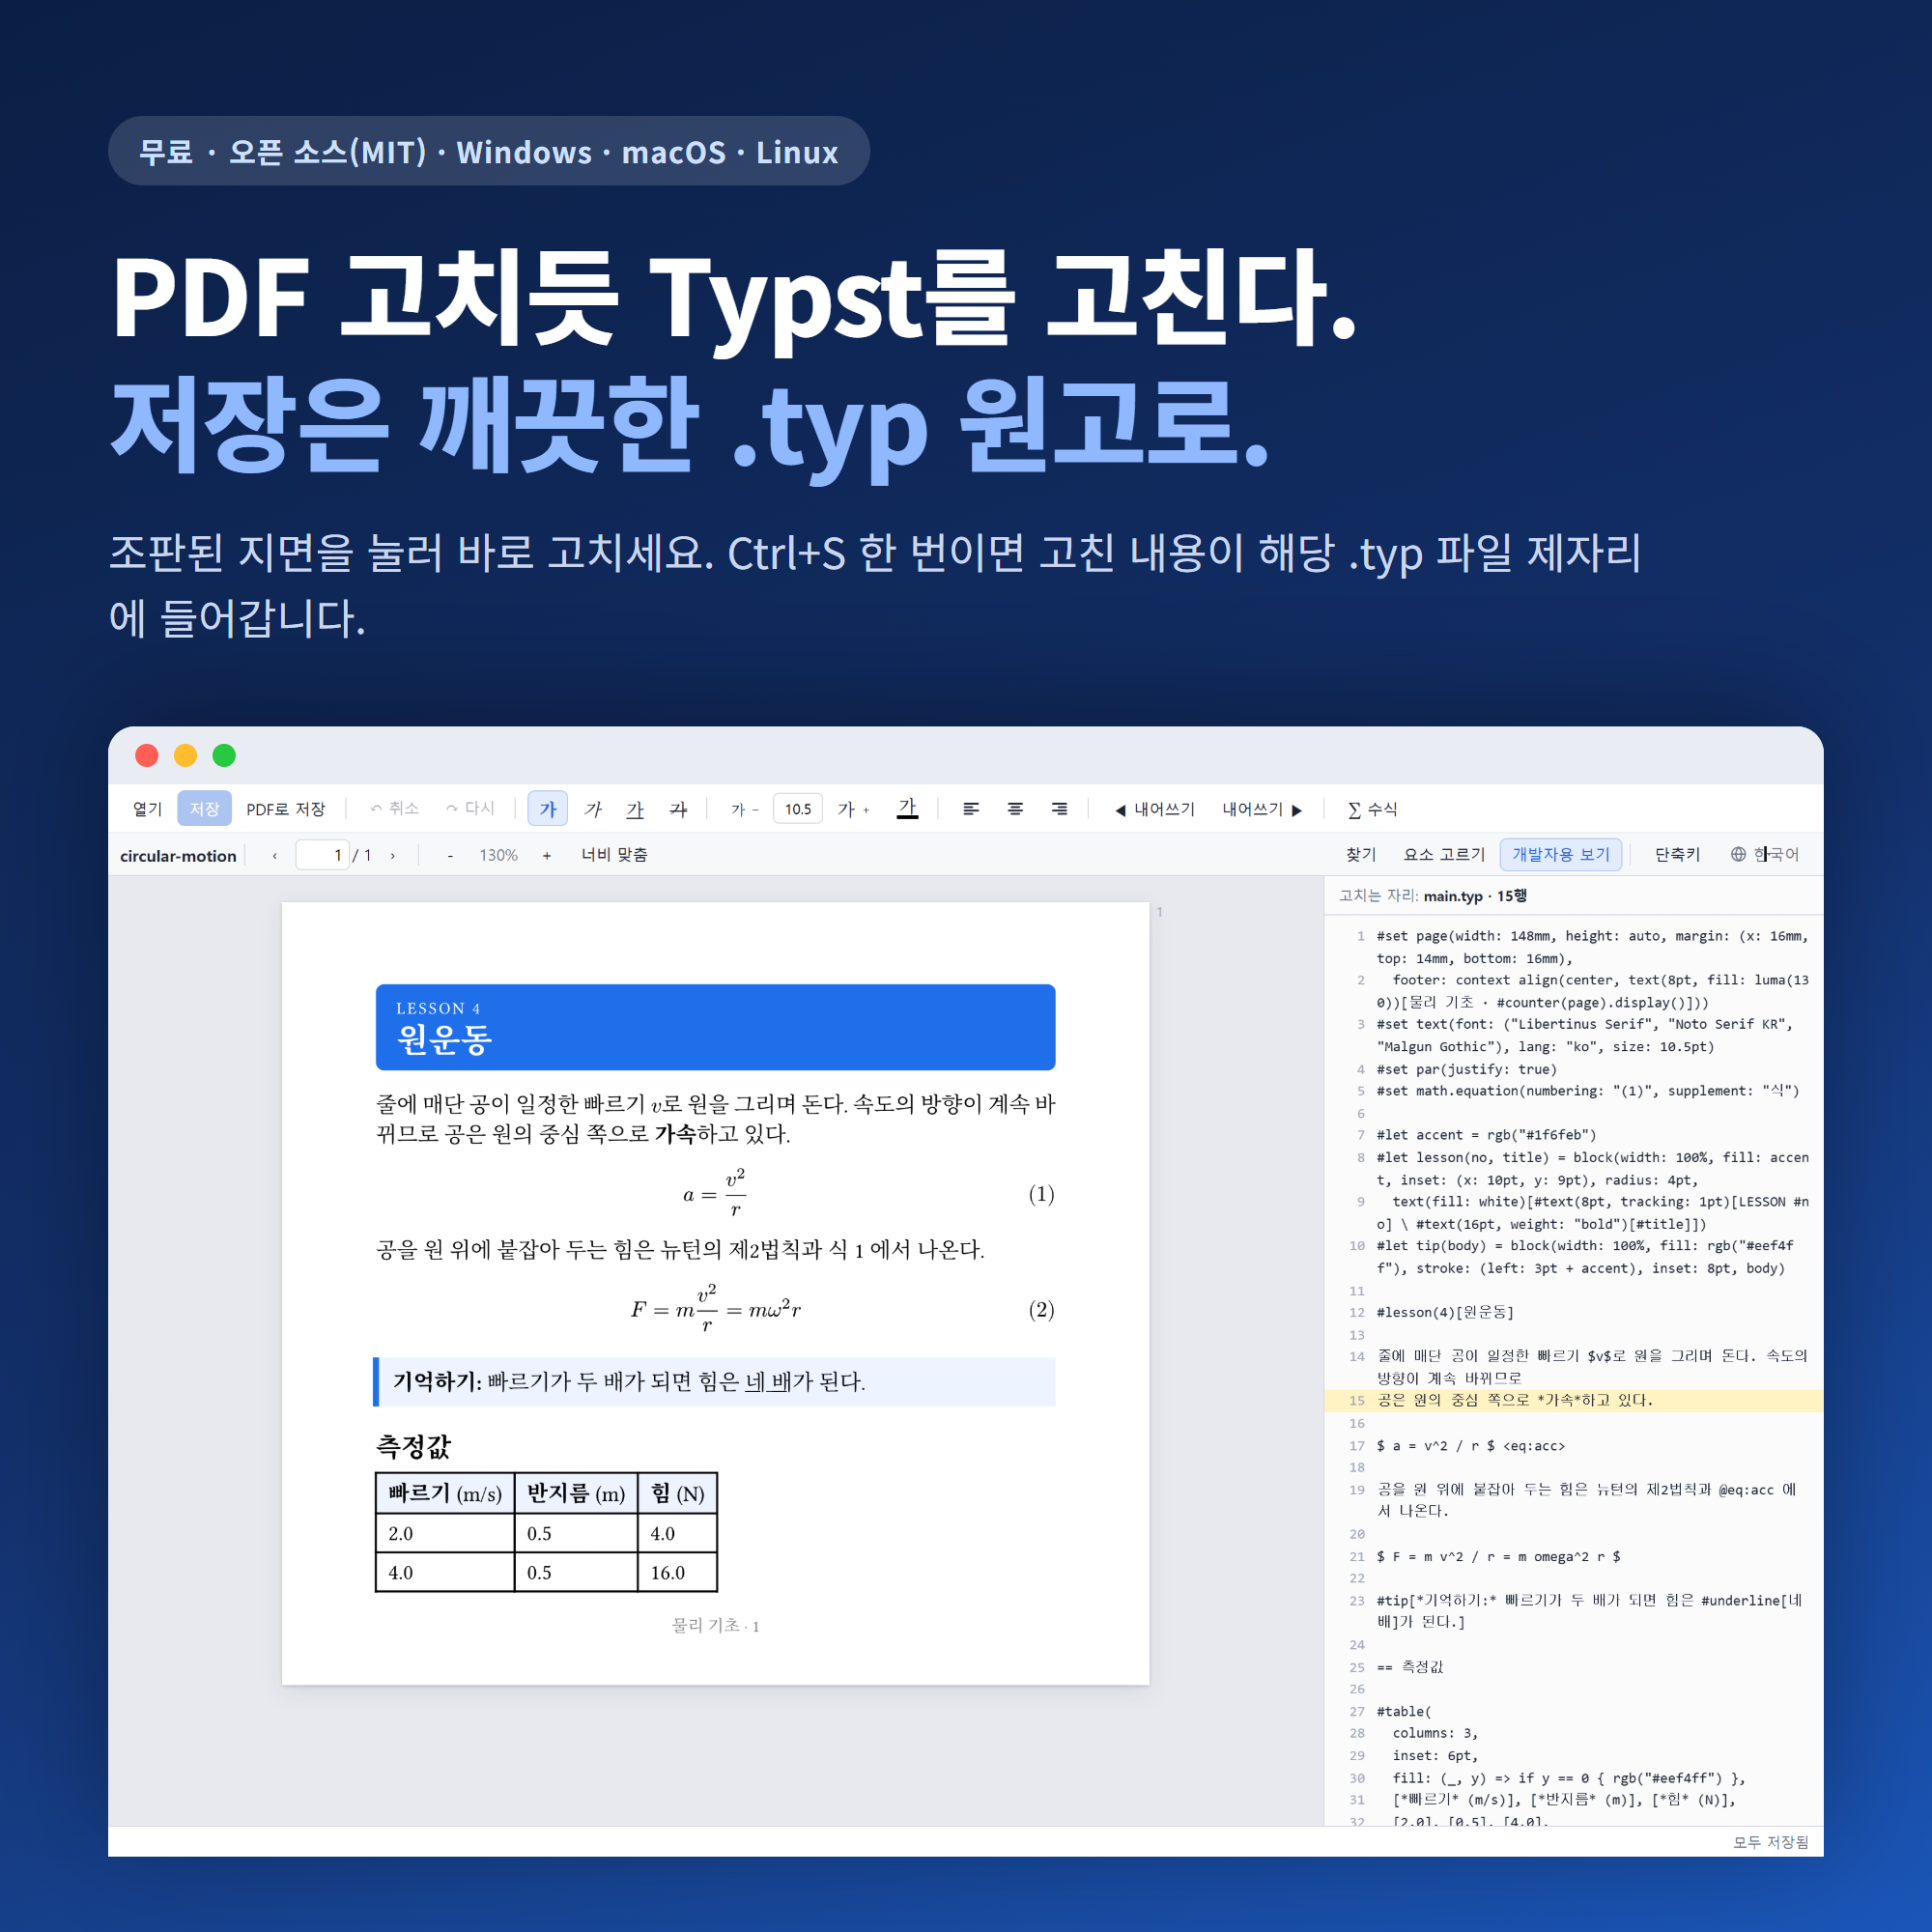 무료 · 오픈 소스(MIT) · Windows · macOS · Linux
PDF 고치듯 Typst를 고친다.
저장은 깨끗한 .typ 원고로.
조판된 지면을 눌러 바로 고치세요. Ctrl+S 한 번이면 고친 내용이 해당 .typ 파일 제자리
에 들어갑니다.
열기 저장 PDF로 저장 ↶ 취소 ↷ 다시 가 가 가 가 가 − 10.5 가 + 가 ◀ 내어쓰기 내어쓰기 ▶ ∑ 수식
circular-motion ‹ 1 / 1 › - 130% + 너비 맞춤 찾기 요소 고르기 개발자용 보기 단축키 한국어
1
LESSON 4
원운동
줄에 매단 공이 일정한 빠르기 v로 원을 그리며 돈다. 속도의 방향이 계속 바
뀌므로 공은 원의 중심 쪽으로 가속하고 있다.
a = v²/r (1)
공을 원 위에 붙잡아 두는 힘은 뉴턴의 제2법칙과 식 1 에서 나온다.
F = m v²/r = mω²r (2)
기억하기: 빠르기가 두 배가 되면 힘은 네 배가 된다.
측정값
빠르기 (m/s) 반지름 (m) 힘 (N)
2.0 0.5 4.0
4.0 0.5 16.0
물리 기초 · 1
고치는 자리: main.typ · 15행
1 #set page(width: 148mm, height: auto, margin: (x: 16mm,
top: 14mm, bottom: 16mm),
2 footer: context align(center, text(8pt, fill: luma(13
0))[물리 기초 · #counter(page).display()]))
3 #set text(font: ("Libertinus Serif", "Noto Serif KR",
"Malgun Gothic"), lang: "ko", size: 10.5pt)
4 #set par(justify: true)
5 #set math.equation(numbering: "(1)", supplement: "식")
6
7 #let accent = rgb("#1f6feb")
8 #let lesson(no, title) = block(width: 100%, fill: accen
t, inset: (x: 10pt, y: 9pt), radius: 4pt,
9 text(fill: white)[#text(8pt, tracking: 1pt)[LESSON #n
o] \ #text(16pt, weight: "bold")[#title]])
10 #let tip(body) = block(width: 100%, fill: rgb("#eef4f
f"), stroke: (left: 3pt + accent), inset: 8pt, body)
11
12 #lesson(4)[원운동]
13
14 줄에 매단 공이 일정한 빠르기 $v$로 원을 그리며 돈다. 속도의
방향이 계속 바뀌므로
15 공은 원의 중심 쪽으로 *가속*하고 있다.
16
17 $ a = v^2 / r $ <eq:acc>
18
19 공을 원 위에 붙잡아 두는 힘은 뉴턴의 제2법칙과 @eq:acc 에
서 나온다.
20
21 $ F = m v^2 / r = m omega^2 r $
22
23 #tip[*기억하기:* 빠르기가 두 배가 되면 힘은 #underline[네
배]가 된다.]
24
25 == 측정값
26
27 #table(
28 columns: 3,
29 inset: 6pt,
30 fill: (_, y) => if y == 0 { rgb("#eef4ff") },
31 [*빠르기* (m/s)], [*반지름* (m)], [*힘* (N)],
32 [2.0], [0.5], [4.0],
모두 저장됨